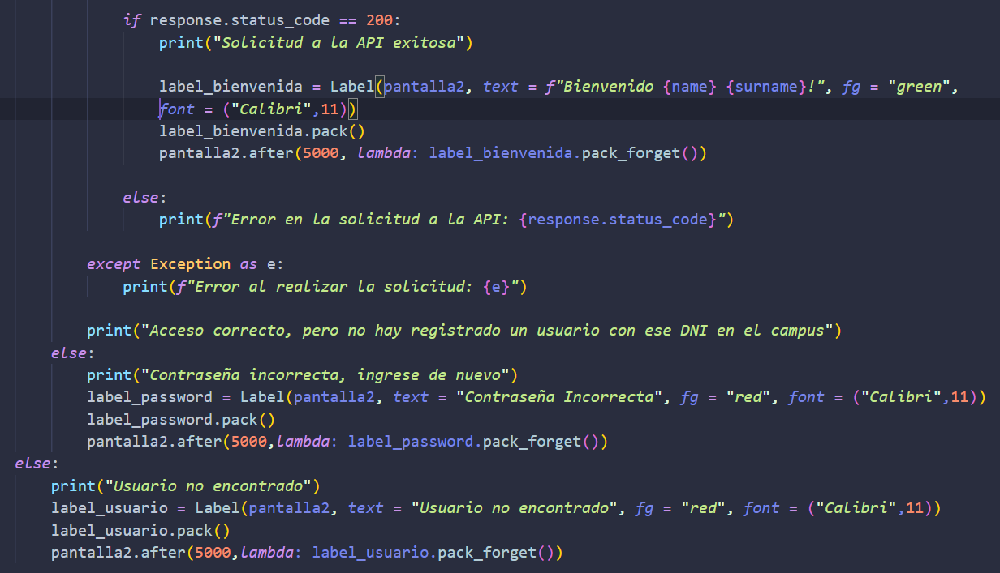 if response.status_code == 200:
print("Solicitud a la API exitosa")
label_bienvenida = Label(pantalla2, text = f"Bienvenido {name} {surname}!", fg = "green",
font = ("Calibri",11))
label_bienvenida.pack()
pantalla2.after(5000, lambda: label_bienvenida.pack_forget())
else:
print(f"Error en la solicitud a la API: {response.status_code}")
except Exception as e:
print(f"Error al realizar la solicitud: {e}")
print("Acceso correcto, pero no hay registrado un usuario con ese DNI en el campus")
else:
print("Contraseña incorrecta, ingrese de nuevo")
label_password = Label(pantalla2, text = "Contraseña Incorrecta", fg = "red", font = ("Calibri",11))
label_password.pack()
pantalla2.after(5000,lambda: label_password.pack_forget())
else:
print("Usuario no encontrado")
label_usuario = Label(pantalla2, text = "Usuario no encontrado", fg = "red", font = ("Calibri",11))
label_usuario.pack()
pantalla2.after(5000,lambda: label_usuario.pack_forget())